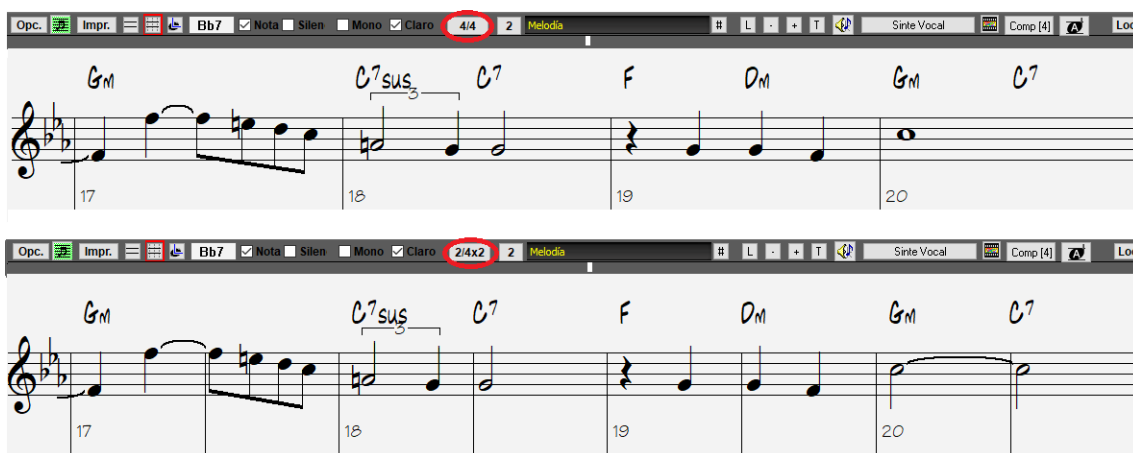 Opc. Impr. Bb7 Nota Silen Mono Claro 4/4 2 Melodía # L - + T Sinte Vocal Comp [4] A Loc
GM C7sus C7 F DM GM C7
3
17 18 19 20
Opc. Impr. Bb7 Nota Silen Mono Claro 2/4x2 2 Melodía # L - + T Sinte Vocal Comp [4] A Loc
GM C7sus C7 F DM GM C7
3
17 18 19 20